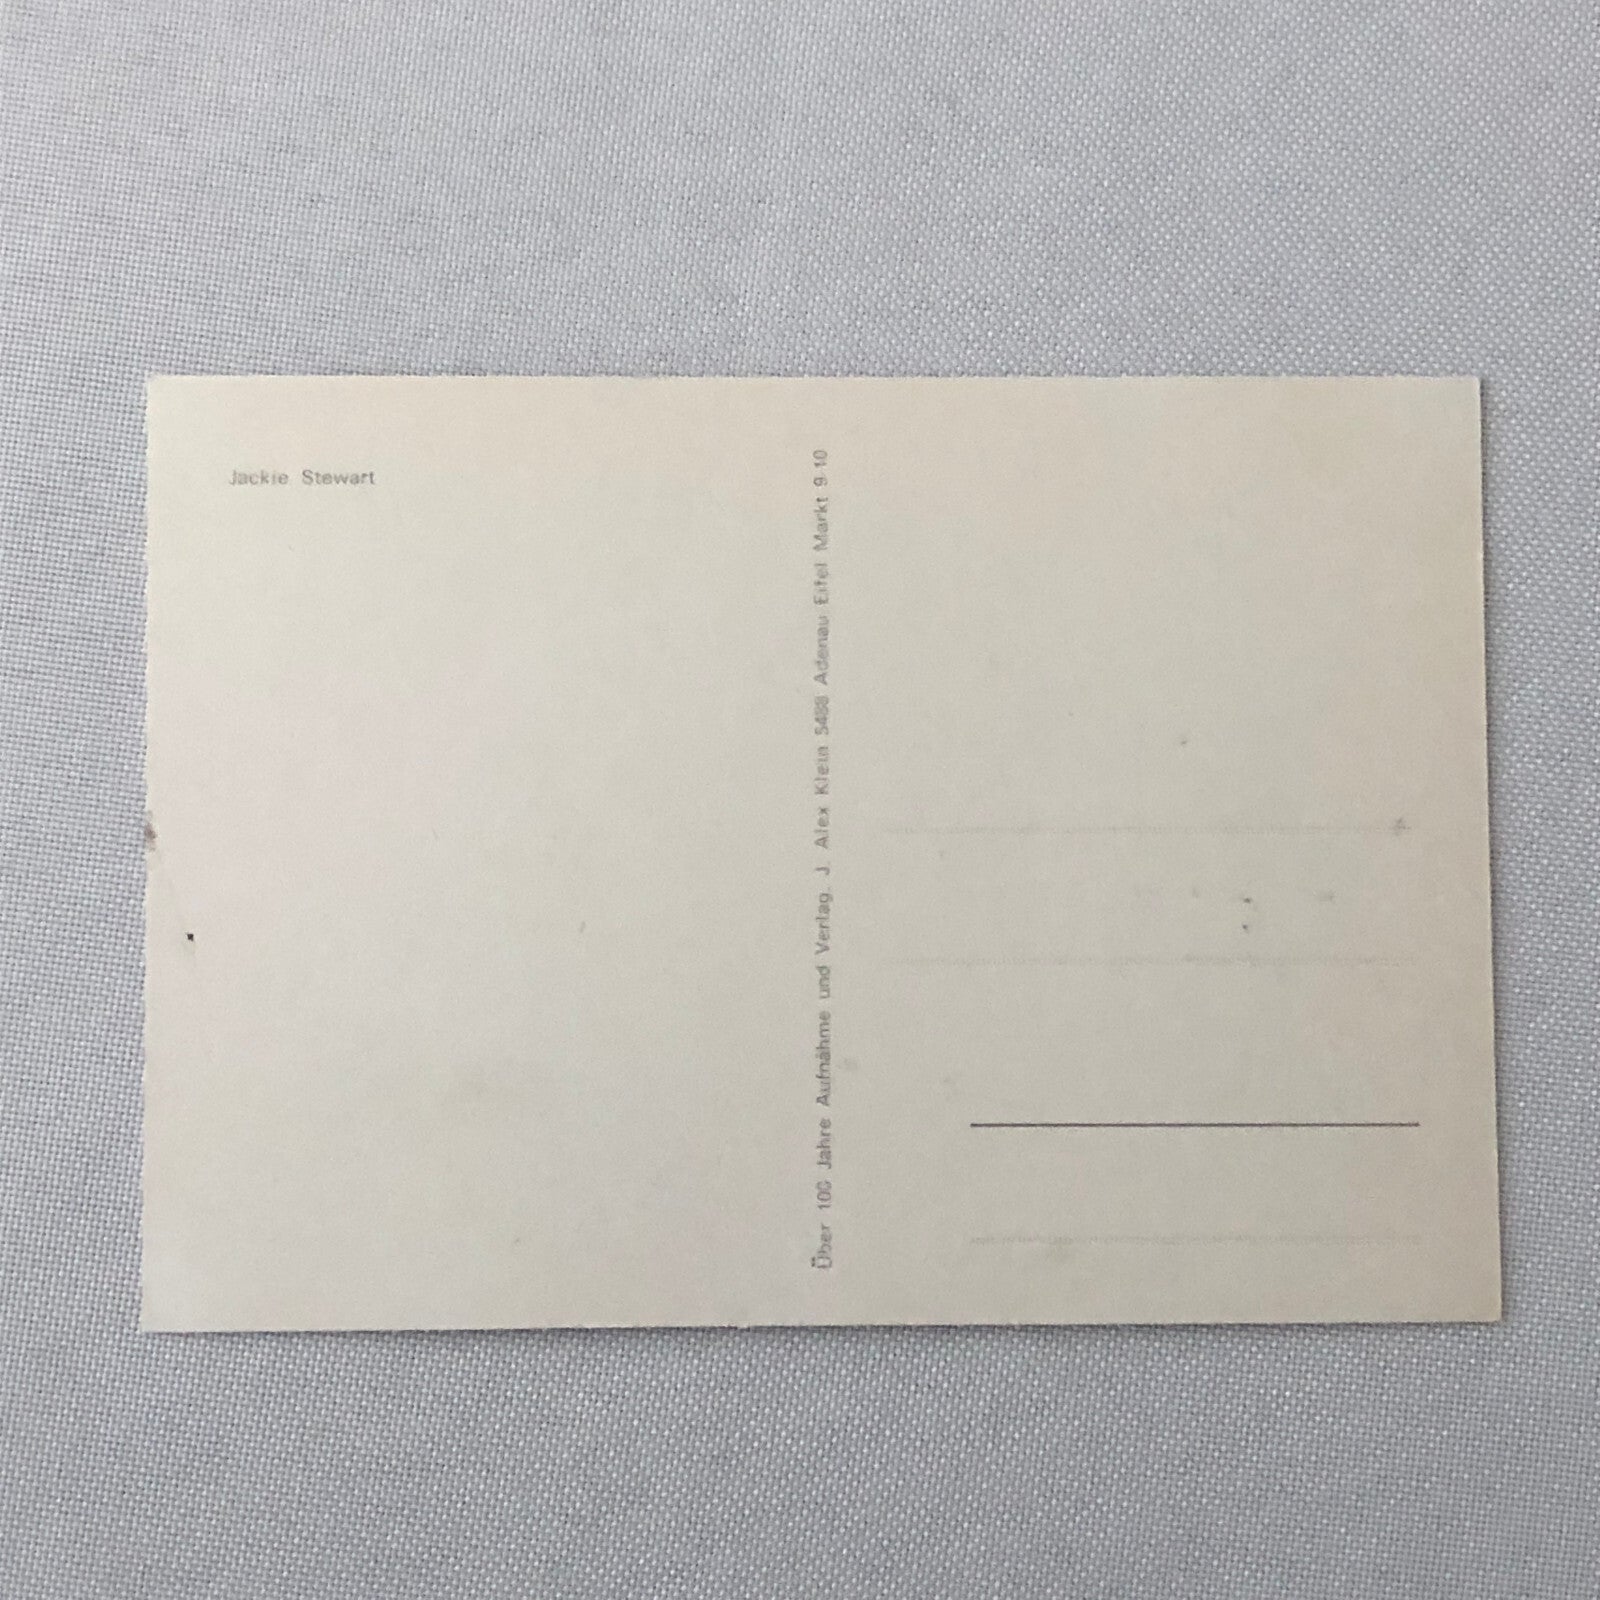 Jackie Stewart
Über 100 Jahre Aufnahme und Verlag. J. Alex Klein 5488 Adenau Eifel Markt 9-10